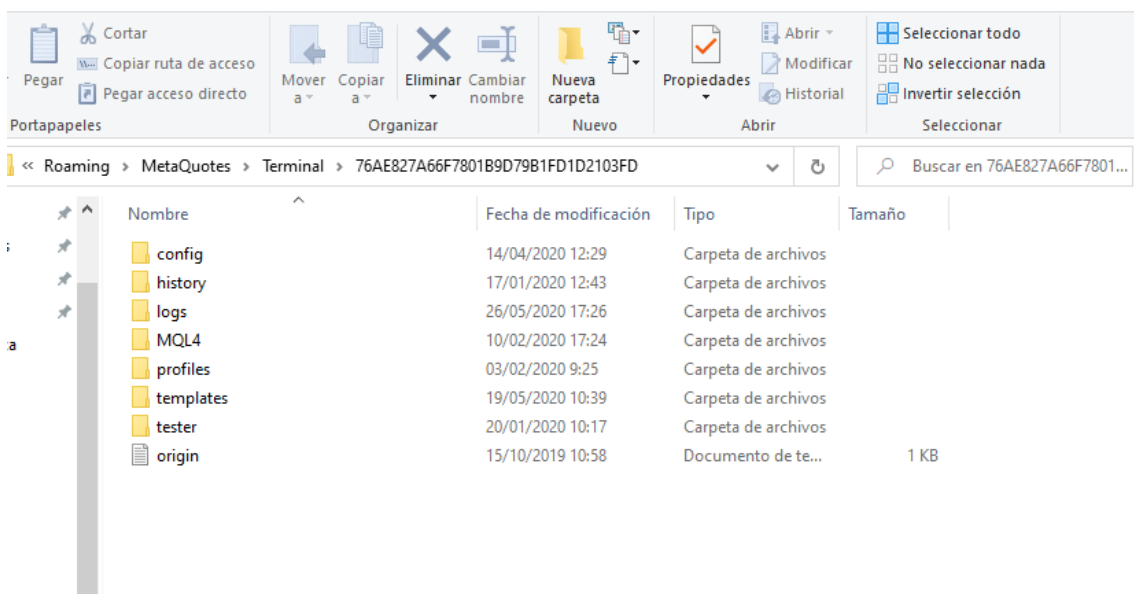 Cortar
Copiar ruta de acceso
Pegar acceso directo
Pegar
Portapapeles
Mover a
Copiar a
Eliminar
Cambiar nombre
Organizar
Nueva carpeta
Nuevo
Propiedades
Abrir
Modificar
Historial
Abrir
Seleccionar todo
No seleccionar nada
Invertir selección
Seleccionar
« Roaming > MetaQuotes > Terminal > 76AE827A66F7801B9D79B1FD1D2103FD
Buscar en 76AE827A66F7801...
Nombre Fecha de modificación Tipo Tamaño
config 14/04/2020 12:29 Carpeta de archivos
history 17/01/2020 12:43 Carpeta de archivos
logs 26/05/2020 17:26 Carpeta de archivos
MQL4 10/02/2020 17:24 Carpeta de archivos
profiles 03/02/2020 9:25 Carpeta de archivos
templates 19/05/2020 10:39 Carpeta de archivos
tester 20/01/2020 10:17 Carpeta de archivos
origin 15/10/2019 10:58 Documento de te... 1 KB